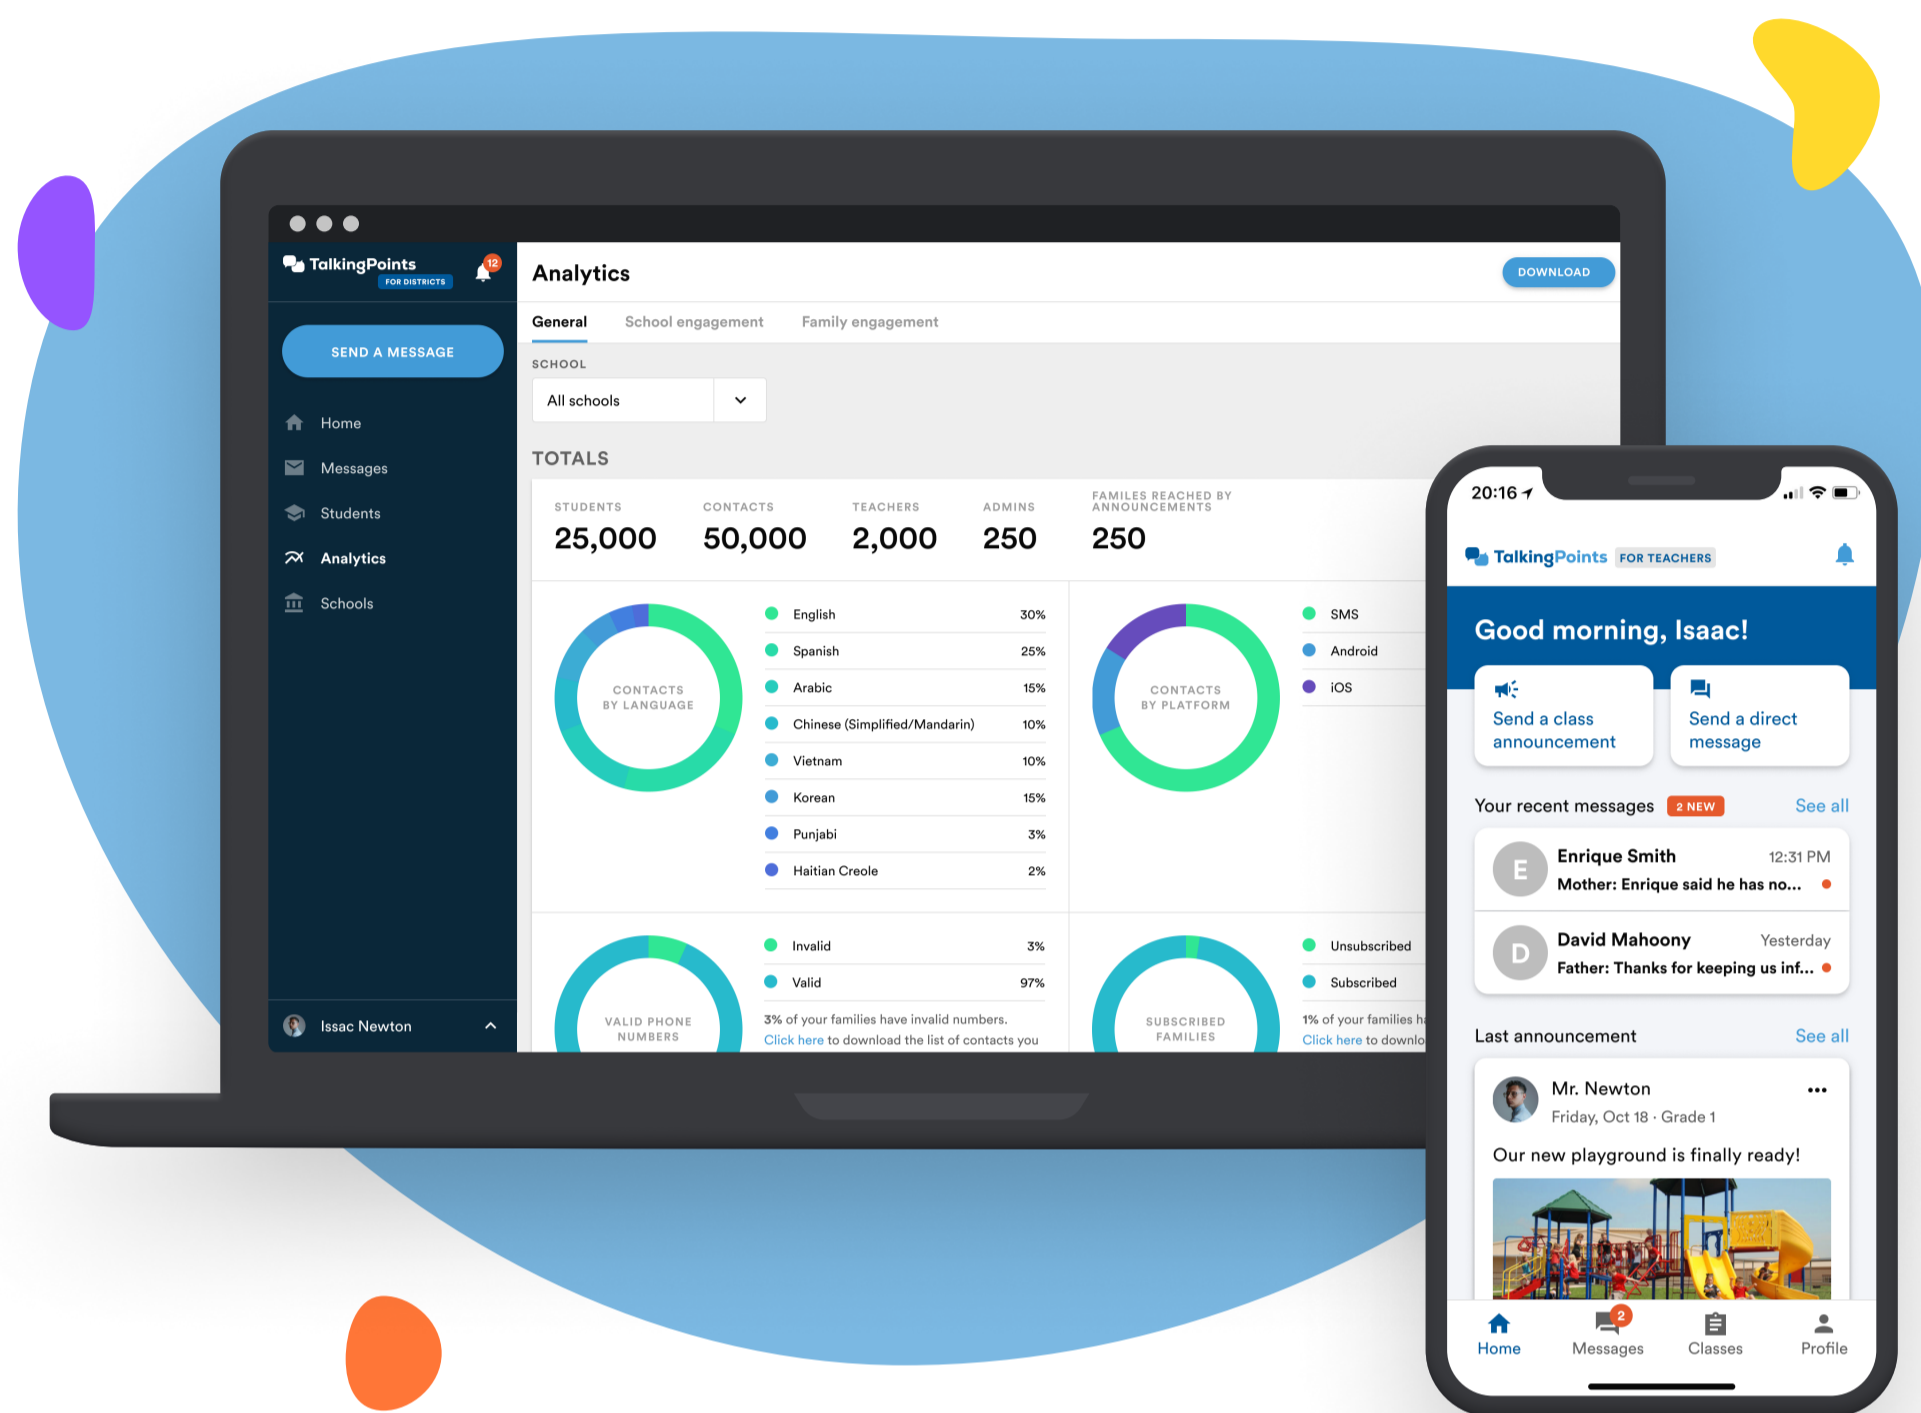 TalkingPoints
FOR DISTRICTS
12
SEND A MESSAGE
Home
Messages
Students
Analytics
Schools
Issac Newton
Analytics
DOWNLOAD
General School engagement Family engagement
SCHOOL
All schools
TOTALS
STUDENTS
25,000
CONTACTS
50,000
TEACHERS
2,000
ADMINS
250
FAMILES REACHED BY
ANNOUNCEMENTS
250
CONTACTS
BY LANGUAGE
English 30%
Spanish 25%
Arabic 15%
Chinese (Simplified/Mandarin) 10%
Vietnam 10%
Korean 15%
Punjabi 3%
Haitian Creole 2%
CONTACTS
BY PLATFORM
SMS
Android
iOS
VALID PHONE
NUMBERS
Invalid 3%
Valid 97%
3% of your families have invalid numbers.
Click here to download the list of contacts you
SUBSCRIBED
FAMILIES
Unsubscribed
Subscribed
1% of your families
Click here to
20:16
TalkingPoints FOR TEACHERS
Good morning, Isaac!
Send a class
announcement
Send a direct
message
Your recent messages 2 NEW See all
E
Enrique Smith 12:31 PM
Mother: Enrique said he has no...
D
David Mahoony Yesterday
Father: Thanks for keeping us inf...
Last announcement See all
Mr. Newton
Friday, Oct 18 · Grade 1
Our new playground is finally ready!
2
Home Messages Classes Profile